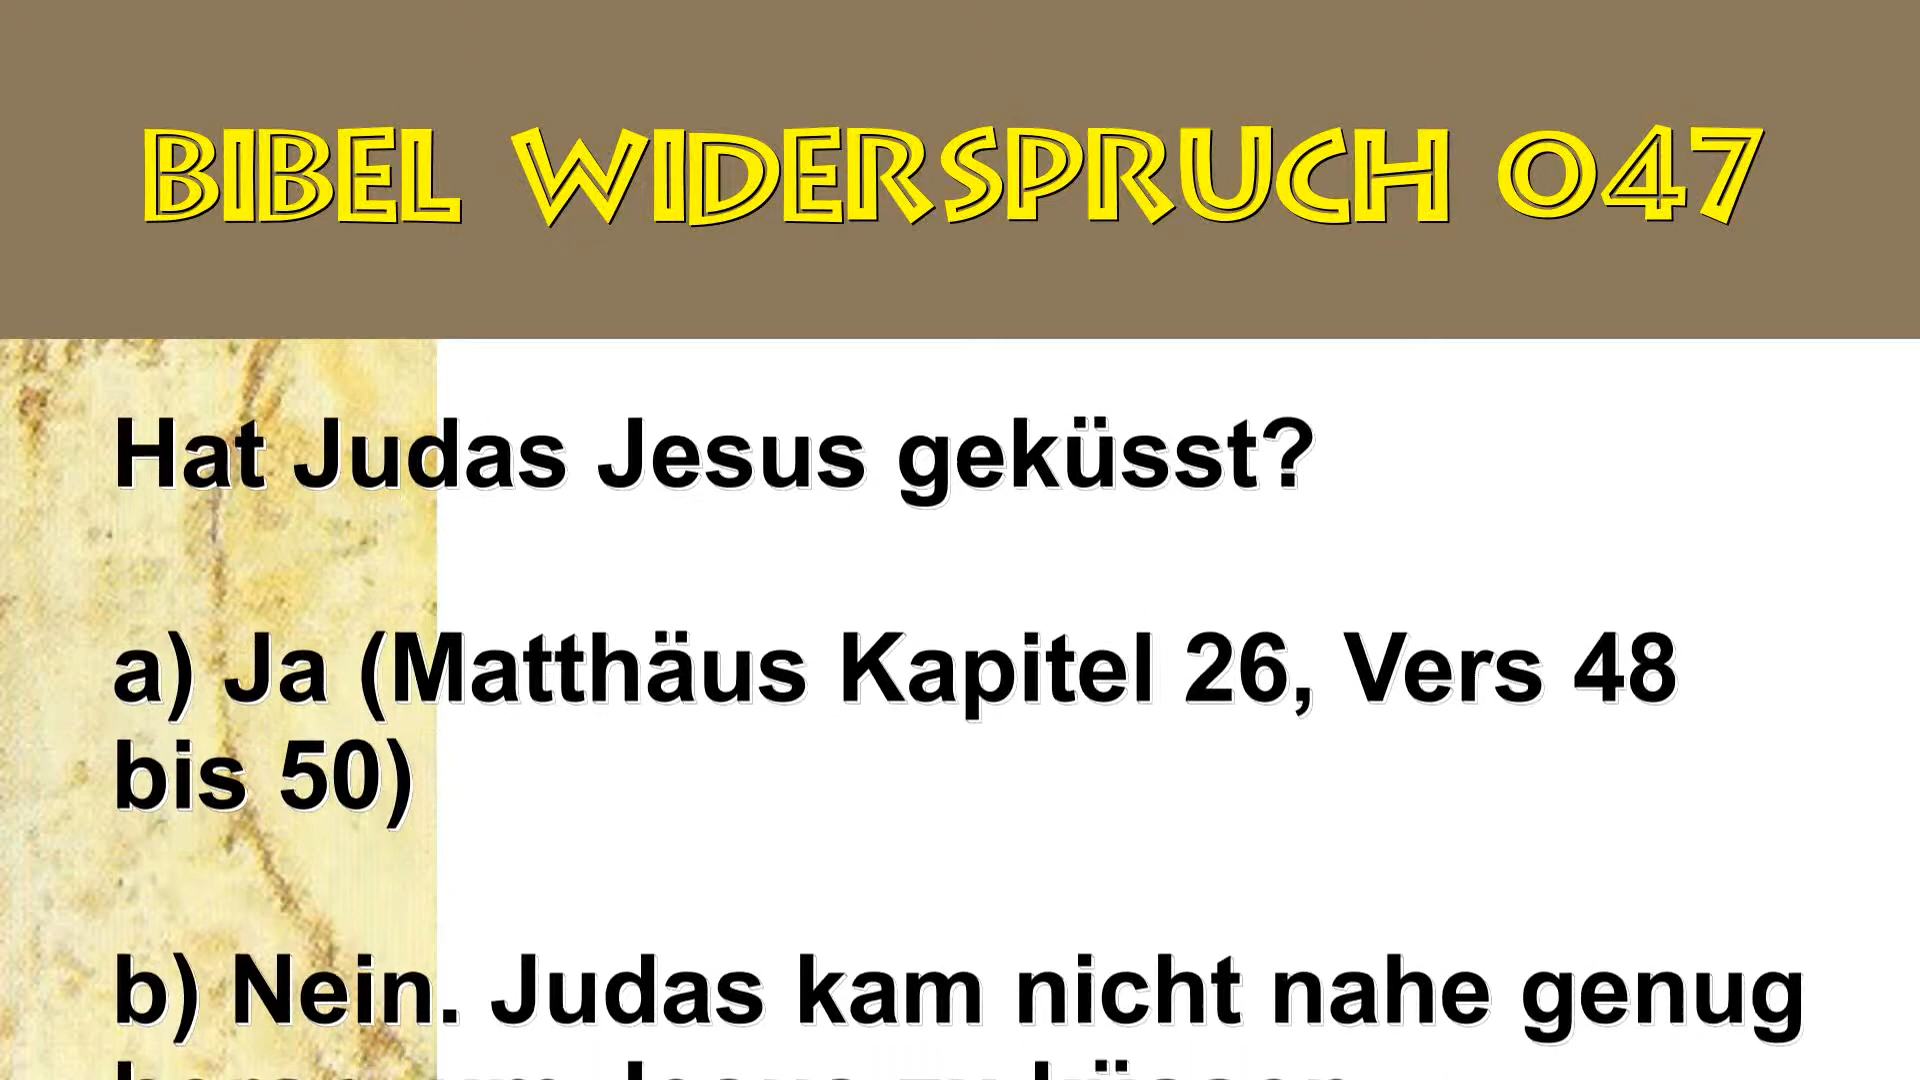 BIBEL WIDERSPRUCH 047
Hat Judas Jesus geküsst?
a) Ja (Matthäus Kapitel 26, Vers 48
bis 50)
b) Nein. Judas kam nicht nahe genug